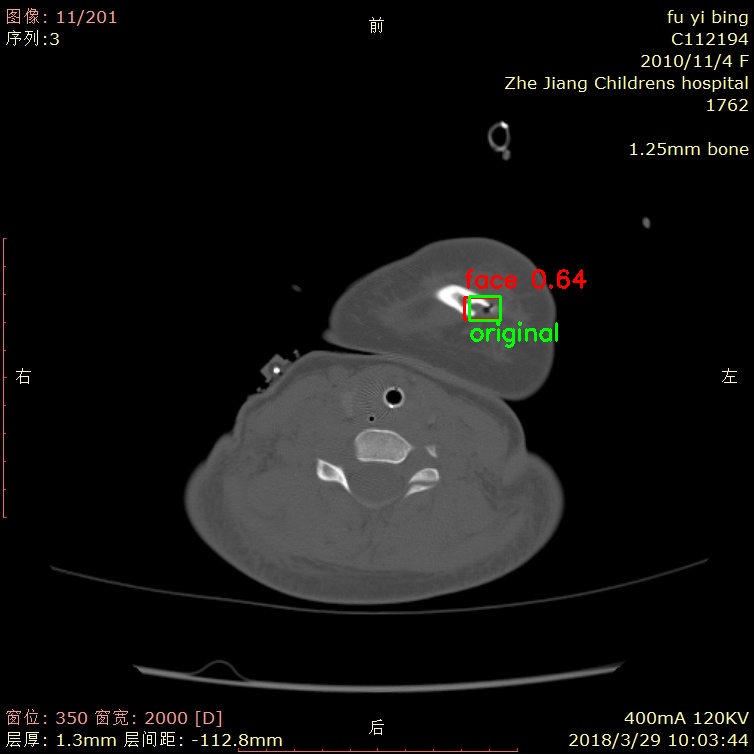 图像: 11/201
序列:3
前
fu yi bing
C112194
2010/11/4 F
Zhe Jiang Childrens hospital
1762
1.25mm bone
face 0.64
original
右
左
窗位: 350 窗宽: 2000 [D]
层厚: 1.3mm 层间距: -112.8mm
后
400mA 120KV
2018/3/29 10:03:44